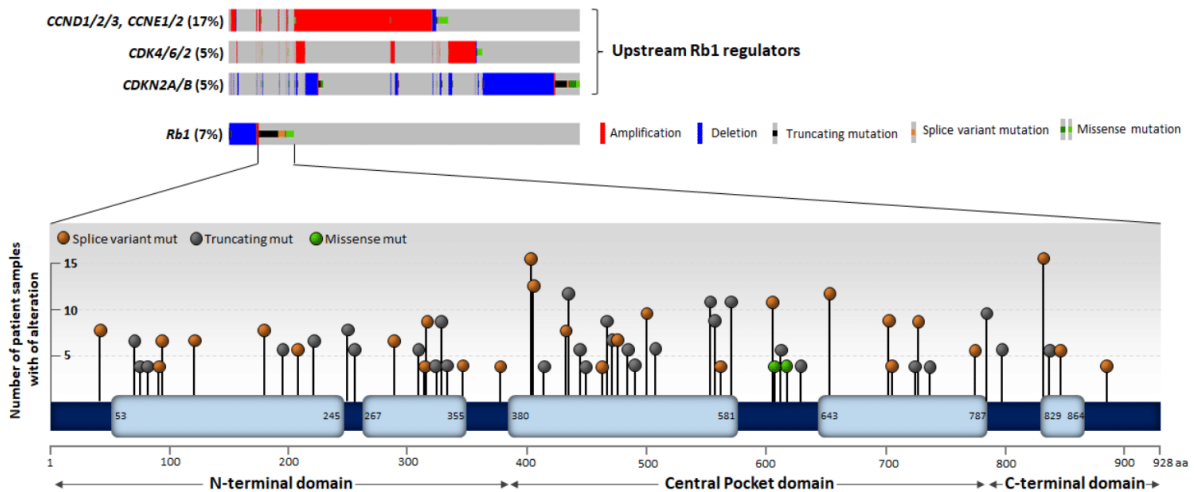 CCND1/2/3, CCNE1/2 (17%)
CDK4/6/2 (5%)
CDKN2A/B (5%)
Upstream Rb1 regulators
Rb1 (7%)
Amplification
Deletion
Truncating mutation
Splice variant mutation
Missense mutation
Splice variant mut
Truncating mut
Missense mut
Number of patient samples
with of alteration
15
10
5
53 245 267 355 380 581 643 787 829 864
1 100 200 300 400 500 600 700 800 900 928 aa
N-terminal domain Central Pocket domain C-terminal domain